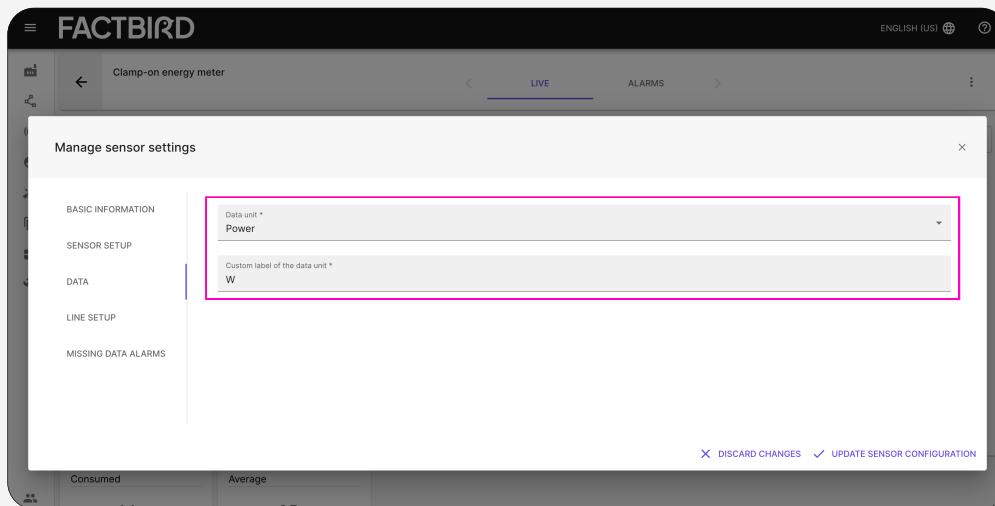 FACTBIRD
ENGLISH (US)
Clamp-on energy meter
LIVE
ALARMS
Manage sensor settings
BASIC INFORMATION
SENSOR SETUP
DATA
LINE SETUP
MISSING DATA ALARMS
Data unit *
Power
Custom label of the data unit *
W
DISCARD CHANGES
UPDATE SENSOR CONFIGURATION
Consumed
Average